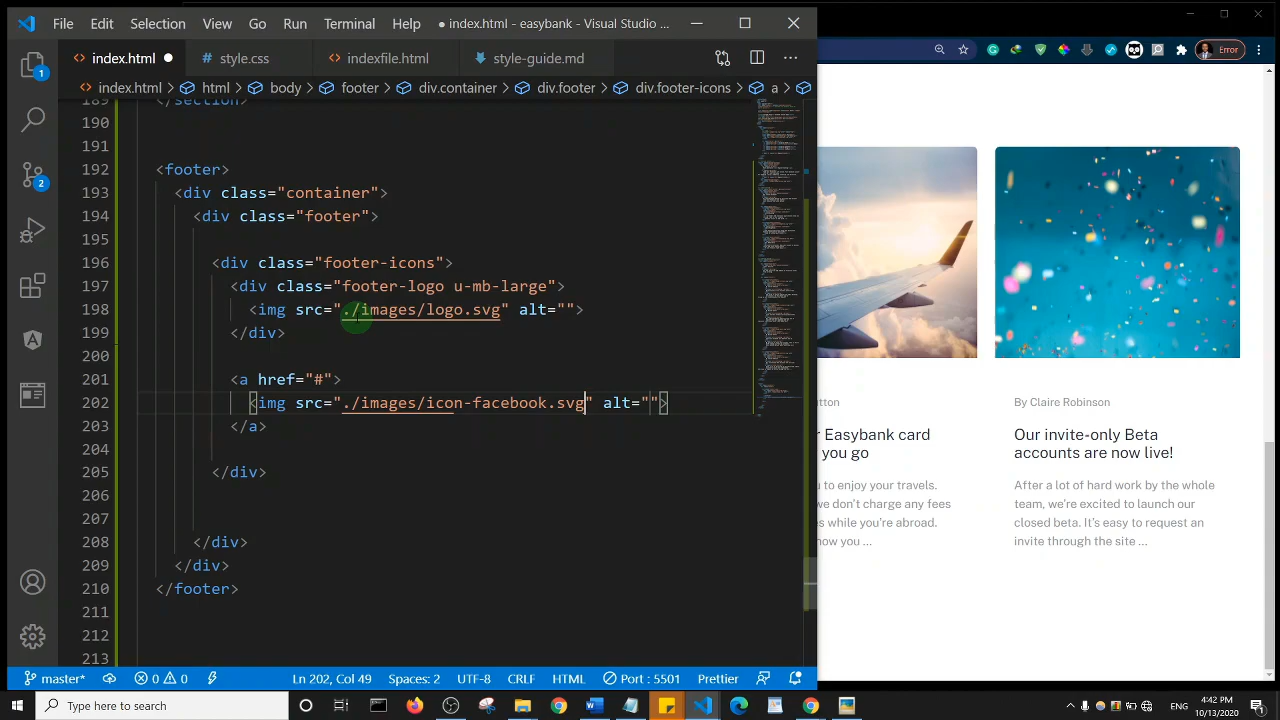 File Edit Selection View Go Run Terminal Help ● index.html - easybank - Visual Studio ...
Error
index.html style.css indexfile.html style-guide.md
index.html html body footer div.container div.footer div.footer-icons a
189 </section>
190
191
192 <footer>
193 <div class="container">
194 <div class="footer">
195
196 <div class="footer-icons">
197 <div class="footer-logo u-mb-large">
198 <img src="./images/logo.svg" alt="">
199 <div>
200
201 <a href="#"
202 <img src="./images/icon-facebook.svg" alt="">
203 </a>
204
205 </div>
206
207
208 </div>
209 </div>
210 </footer>
211
212
213
By Claire Robinson
Easybank card
you go
Our invite-only Beta
accounts are now live!
to enjoy your travels.
we don't charge any fees
while you're abroad.
you ...
After a lot of hard work by the whole
team, we're excited to launch our
closed beta. It's easy to request an
invite through the site ...
master* 0 0 Ln 202, Col 49 Spaces: 2 UTF-8 CRLF HTML Port : 5501 Prettier
1
2
Type here to search
ENG
4:42 PM
10/13/2020